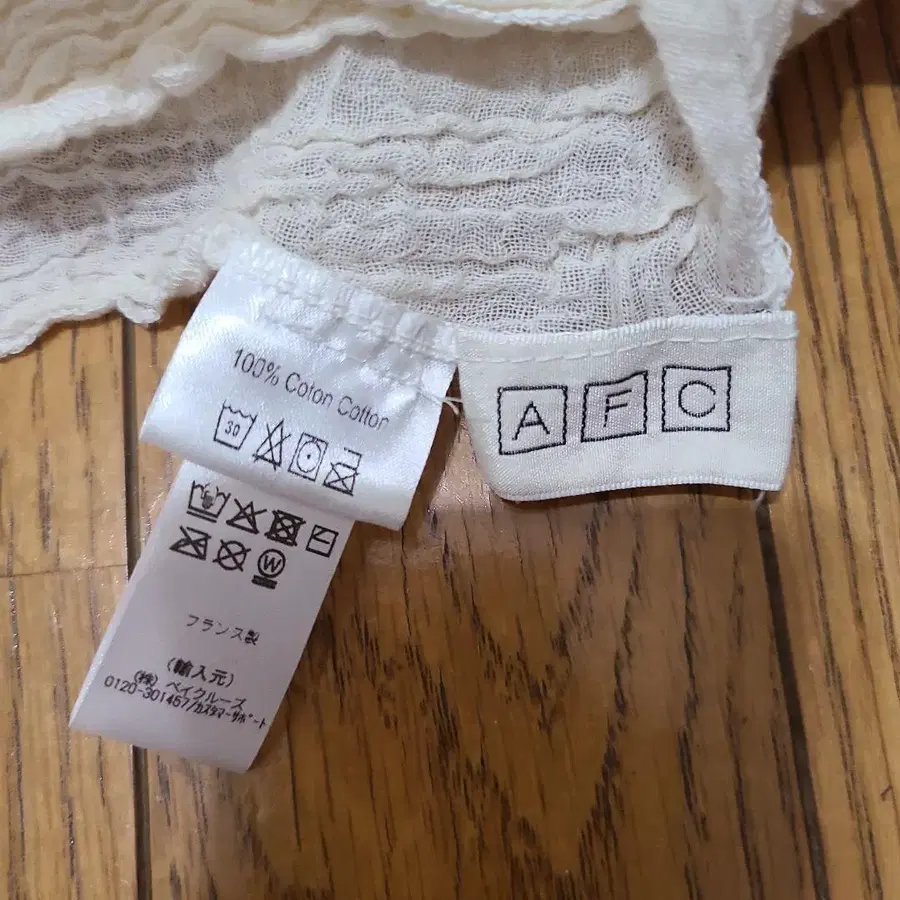 100% Coton Cotton
30
A F C
W
フランス製
(輸入元)
(株) ベイクルーズ
0120-301457/カスタマーサポート